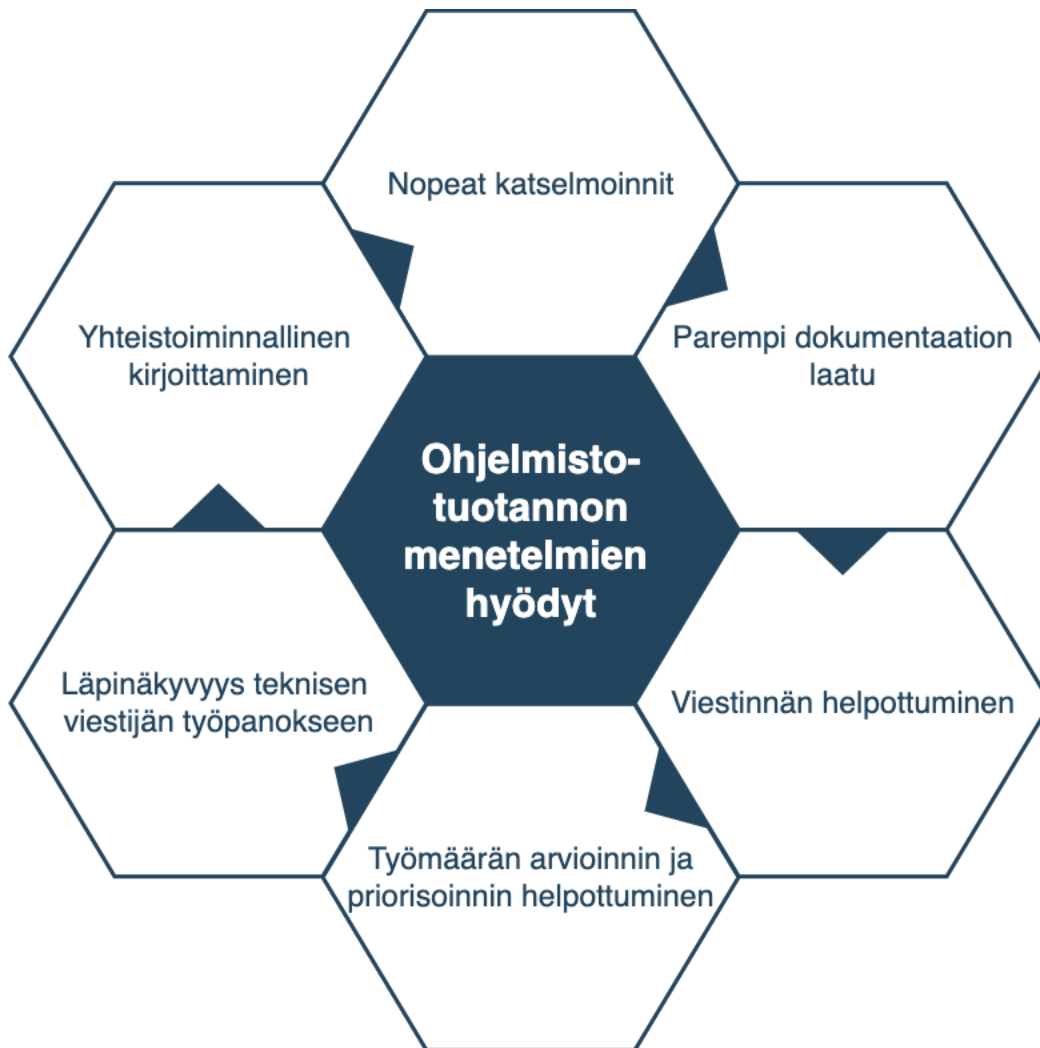 Nopeat katselmoinnit
Parempi dokumentaation
laatu
Viestinnän helpottuminen
Työmäärän arvioinnin ja
priorisoinnin helpottuminen
Läpinäkyvyys teknisen
viestijän työpanokseen
Yhteistoiminnallinen
kirjoittaminen
Ohjelmisto-
tuotannon
menetelmien
hyödyt